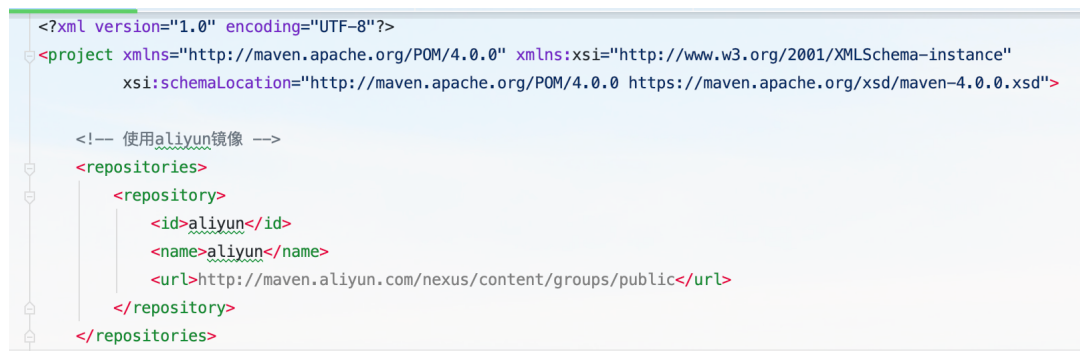 <?xml version="1.0" encoding="UTF-8"?>
<project xmlns="http://maven.apache.org/POM/4.0.0" xmlns:xsi="http://www.w3.org/2001/XMLSchema-instance"
xsi:schemaLocation="http://maven.apache.org/POM/4.0.0 https://maven.apache.org/xsd/maven-4.0.0.xsd">
<!-- 使用aliyun镜像 -->
<repositories>
<repository>
<id>aliyun</id>
<name>aliyun</name>
<url>http://maven.aliyun.com/nexus/content/groups/public</url>
</repository>
</repositories>